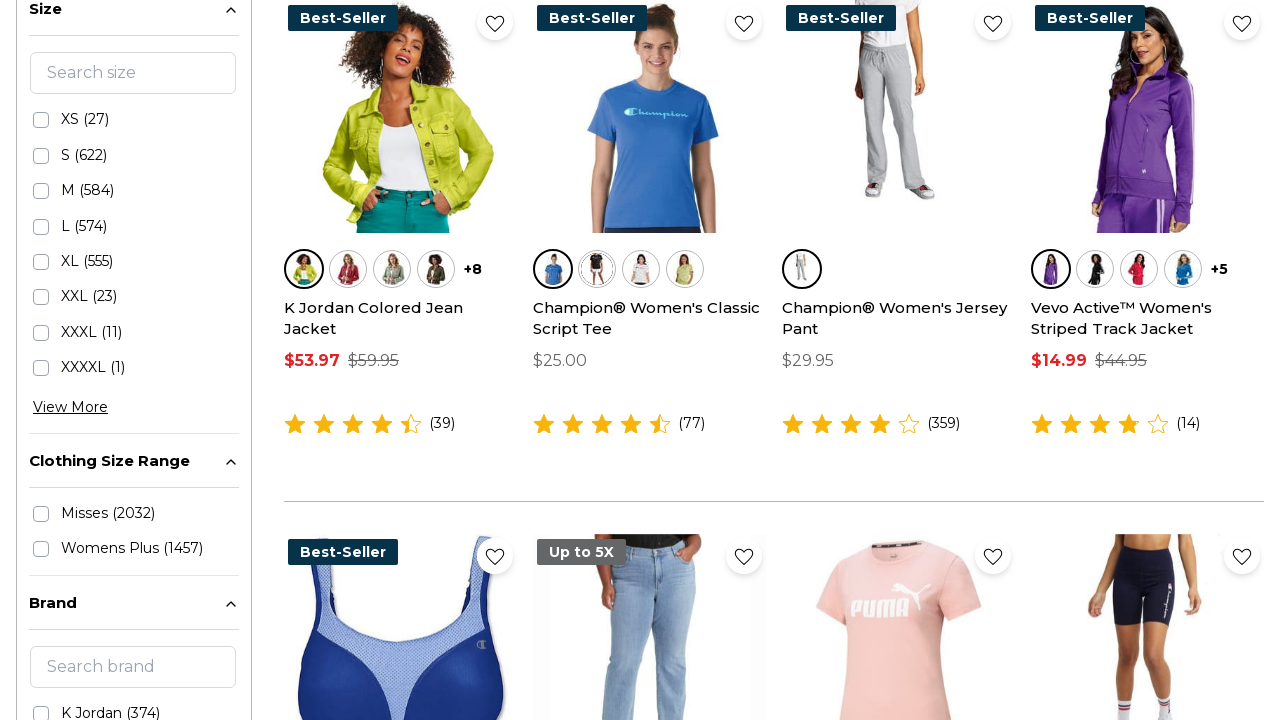 Size
Search size
XS (27)
S (622)
M (584)
L (574)
XL (555)
XXL (23)
XXXL (11)
XXXXL (1)
View More
Clothing Size Range
Misses (2032)
Womens Plus (1457)
Brand
Search brand
K Jordan (374)
Best-Seller
Best-Seller
Best-Seller
Best-Seller
Champion
+8
+5
K Jordan Colored Jean
Jacket
$53.97 $59.95
(39)
Champion® Women's Classic
Script Tee
$25.00
(77)
Champion® Women's Jersey
Pant
$29.95
(359)
Vevo Active™ Women's
Striped Track Jacket
$14.99 $44.95
(14)
Best-Seller
Up to 5X
PUMA